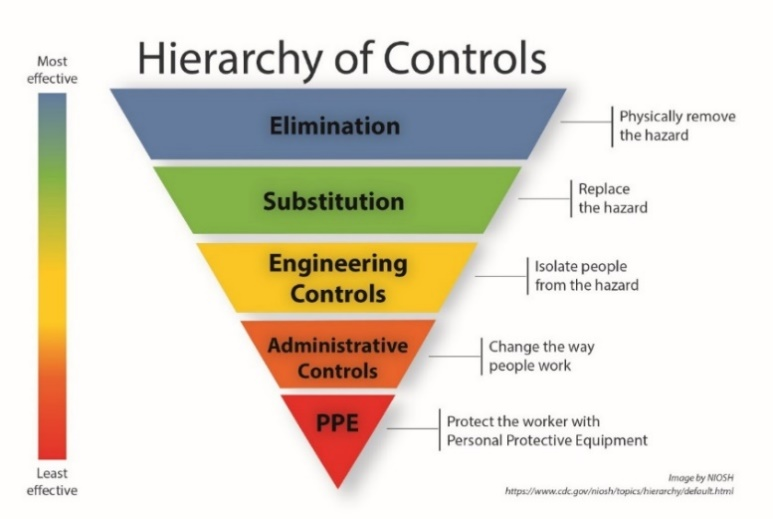 Hierarchy of Controls
Most
effective
Elimination
Physically remove
the hazard
Substitution
Replace
the hazard
Engineering
Controls
Isolate people
from the hazard
Administrative
Controls
Change the way
people work
PPE
Protect the worker with
Personal Protective Equipment
Least
effective
Image by NIOSH
https://www.cdc.gov/niosh/topics/hierarchy/default.html